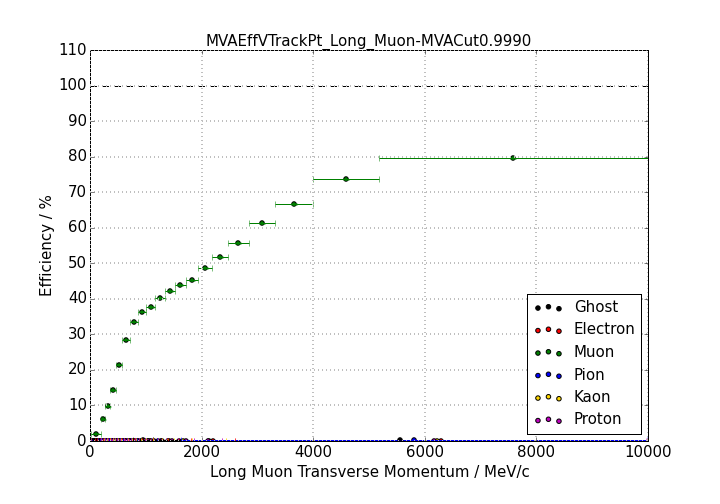 MVAEffVTrackPt_Long_Muon-MVACut0.9990
110
100
90
80
70
60
50
40
30
20
10
0
Efficiency / %
Ghost
Electron
Muon
Pion
Kaon
Proton
0 2000 4000 6000 8000 10000
Long Muon Transverse Momentum / MeV/c